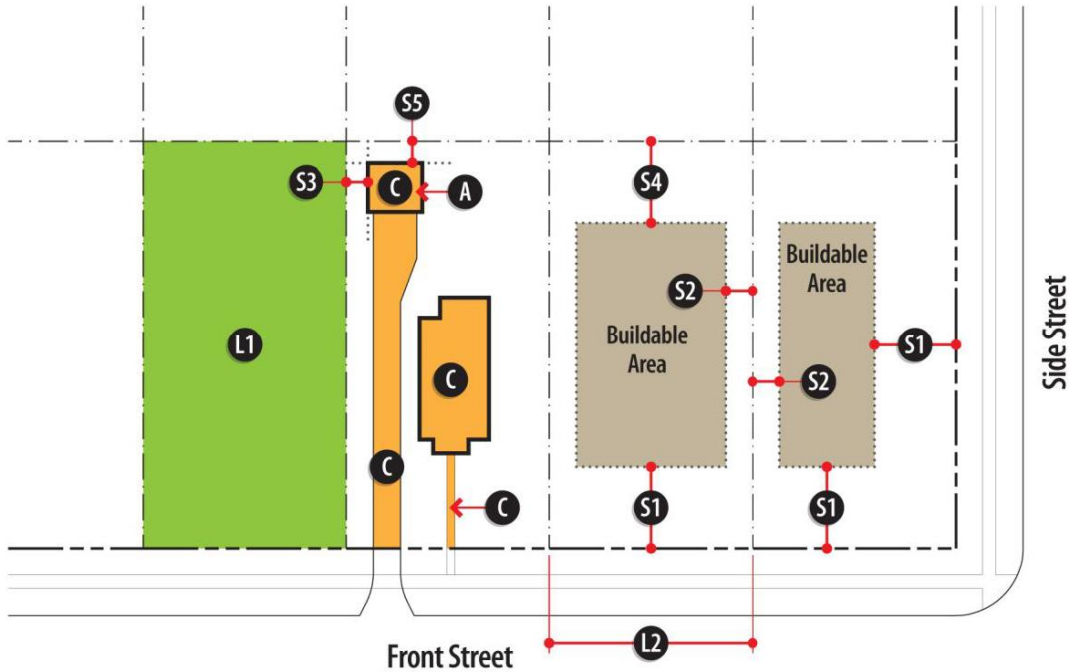 S5
S3
C
A
S4
Buildable
Area
S2
Buildable
Area
L1
S1
Side Street
C
S2
C
C
S1
S1
L2
Front Street